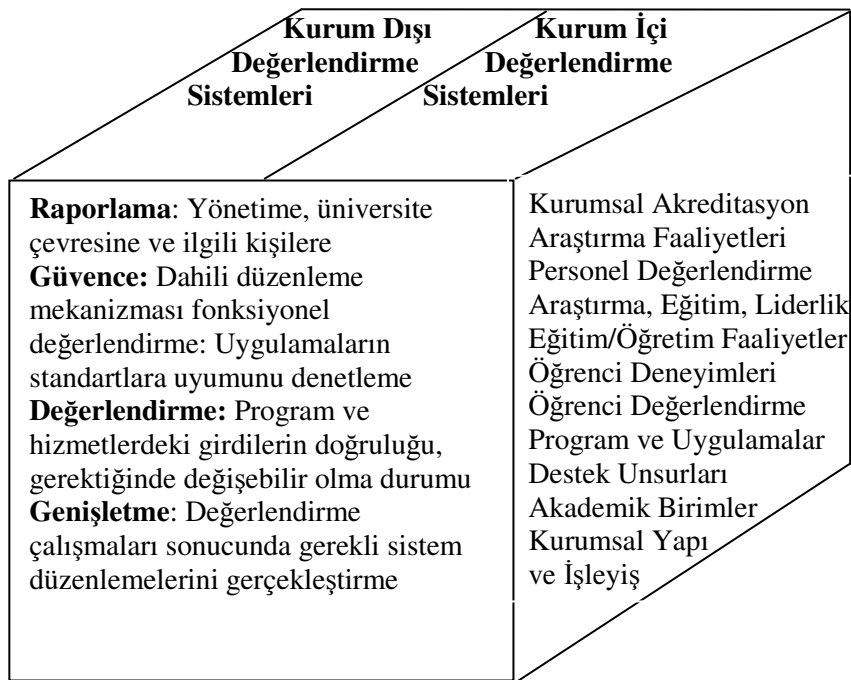 Kurum Dışı
Değerlendirme
Sistemleri
Kurum İçi
Değerlendirme
Sistemleri
Raporlama: Yönetime, üniversite
çevresine ve ilgili kişilere
Güvence: Dahili düzenleme
mekanizması fonksiyonel
değerlendirme: Uygulamaların
standartlara uyumunu denetleme
Değerlendirme: Program ve
hizmetlerdeki girdilerin doğruluğu,
gerektiğinde değişebilir olma durumu
Genişletme: Değerlendirme
çalışmaları sonucunda gerekli sistem
düzenlemelerini gerçekleştirme
Kurumsal Akreditasyon
Araştırma Faaliyetleri
Personel Değerlendirme
Araştırma, Eğitim, Liderlik
Eğitim/Öğretim Faaliyetler
Öğrenci Deneyimleri
Öğrenci Değerlendirme
Program ve Uygulamalar
Destek Unsurları
Akademik Birimler
Kurumsal Yapı
ve İşleyiş